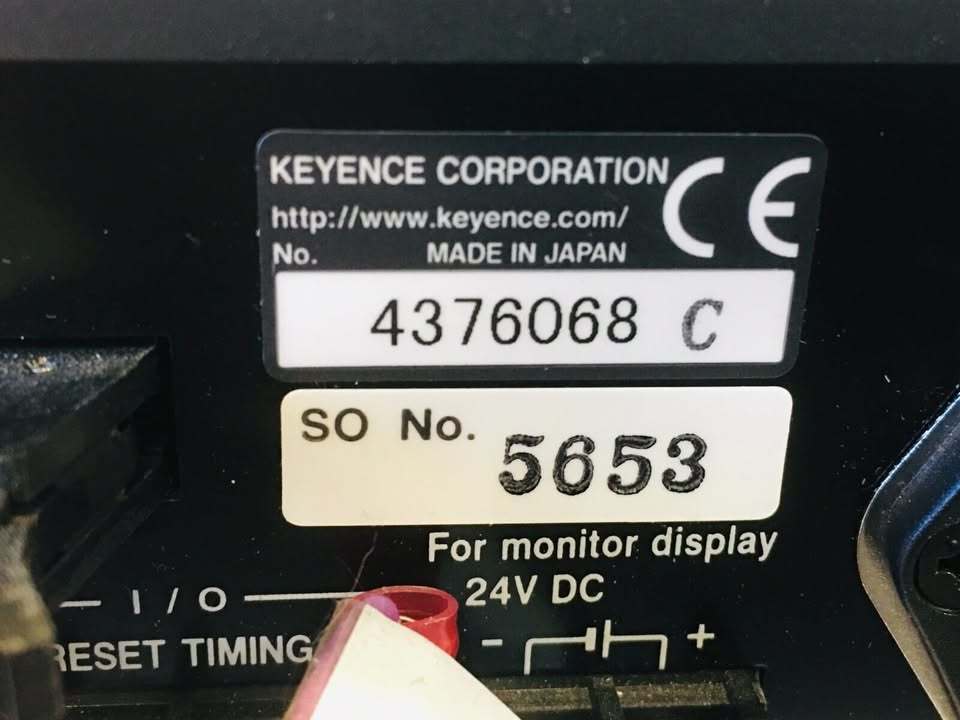 KEYENCE CORPORATION CE
http://www.keyence.com/
No. MADE IN JAPAN
4376068 C
SO No. 5653
For monitor display
24V DC
I / O
RESET TIMING
- +